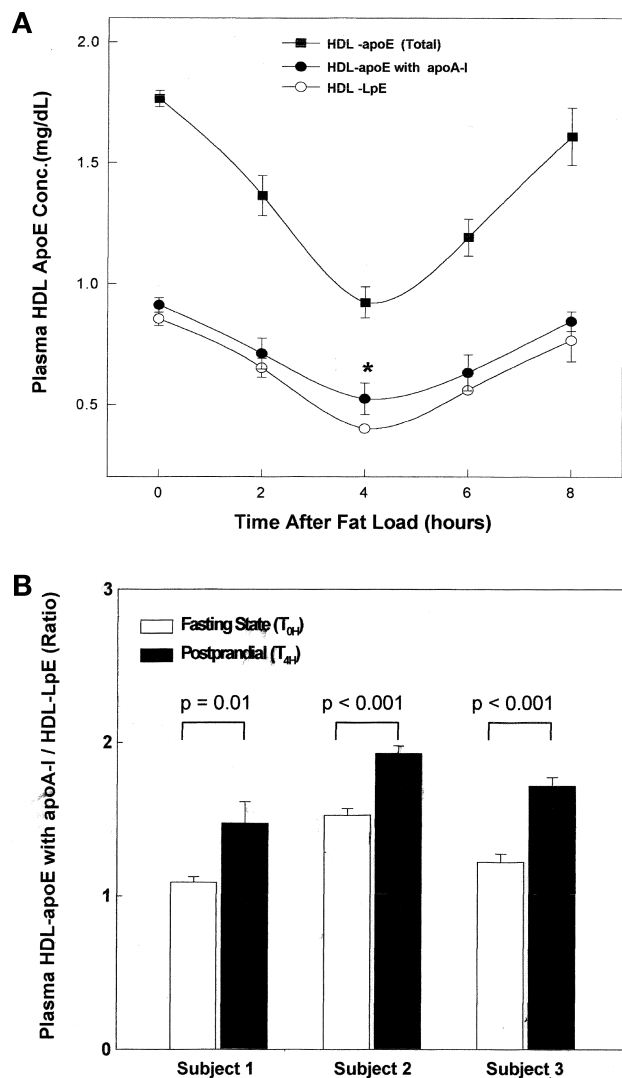 A
2.0
HDL -apoE (Total)
HDL-apoE with apoA-I
HDL -LpE
1.5
1.0
0.5
*
Plasma HDL ApoE Conc.(mg/dL)
0 2 4 6 8
Time After Fat Load (hours)
B
3
Fasting State (T0H)
Postprandial (T4H)
p = 0.01 p < 0.001 p < 0.001
2
1
0
Plasma HDL-apoE with apoA-I / HDL-LpE (Ratio)
Subject 1 Subject 2 Subject 3